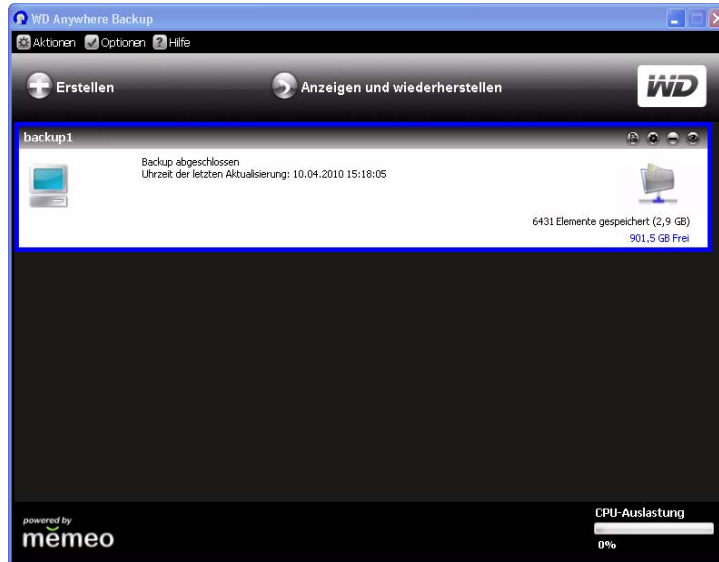 WD Anywhere Backup
Aktionen Optionen Hilfe
Erstellen Anzeigen und wiederherstellen WD
backup1
Backup abgeschlossen
Uhrzeit der letzten Aktualisierung: 10.04.2010 15:18:05
6431 Elemente gespeichert (2,9 GB)
901,5 GB Frei
powered by
memeo
CPU-Auslastung
0%